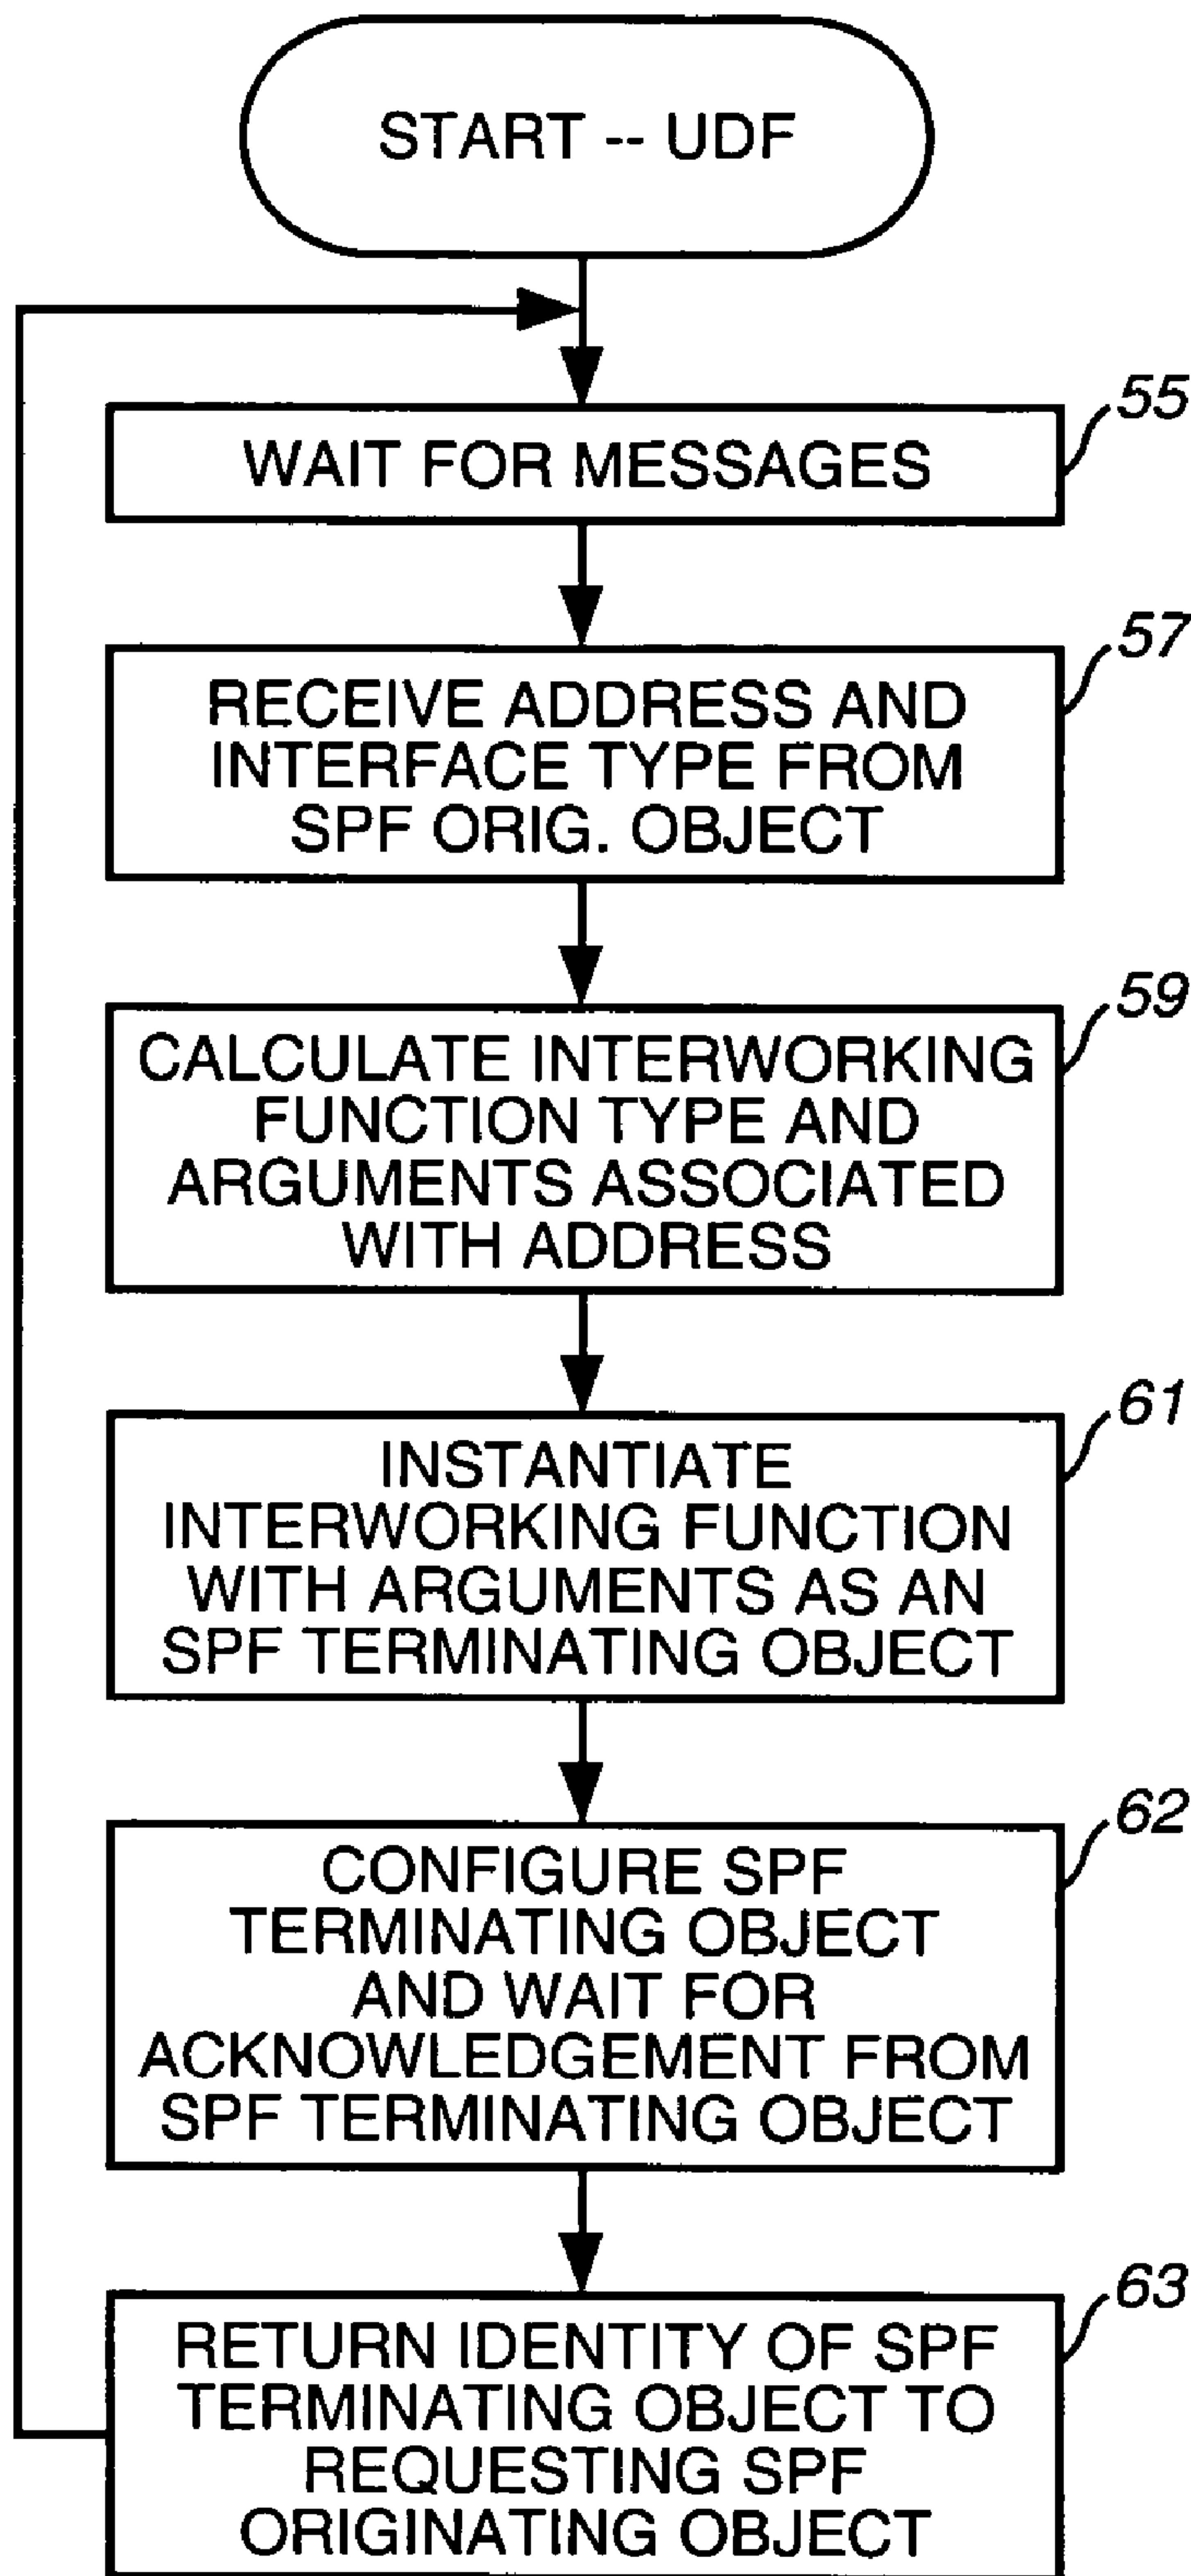 START -- UDF
55
WAIT FOR MESSAGES
57
RECEIVE ADDRESS AND
INTERFACE TYPE FROM
SPF ORIG. OBJECT
59
CALCULATE INTERWORKING
FUNCTION TYPE AND
ARGUMENTS ASSOCIATED
WITH ADDRESS
61
INSTANTIATE
INTERWORKING FUNCTION
WITH ARGUMENTS AS AN
SPF TERMINATING OBJECT
62
CONFIGURE SPF
TERMINATING OBJECT
AND WAIT FOR
ACKNOWLEDGEMENT FROM
SPF TERMINATING OBJECT
63
RETURN IDENTITY OF SPF
TERMINATING OBJECT TO
REQUESTING SPF
ORIGINATING OBJECT